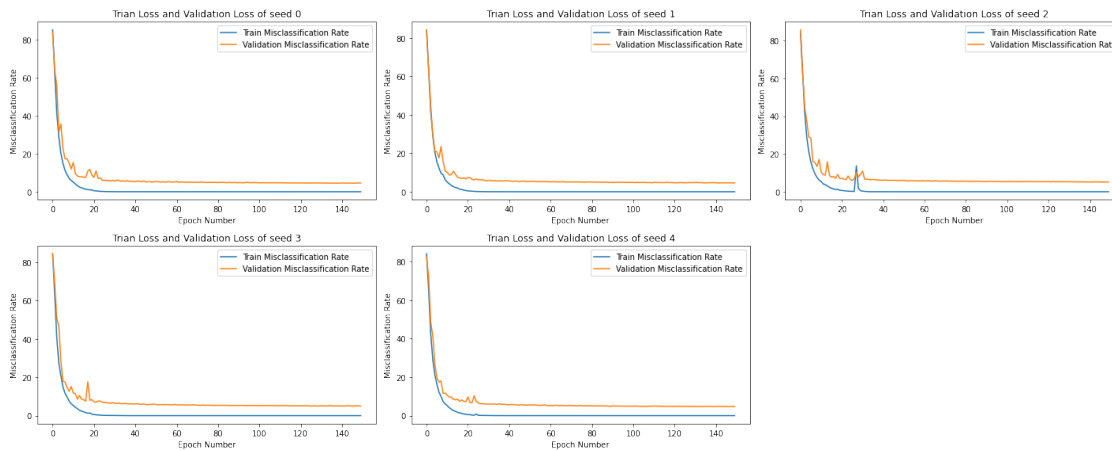 Trian Loss and Validation Loss of seed 0
Train Misclassification Rate
Validation Misclassification Rate
Misclassification Rate
80
60
40
20
0
0 20 40 60 80 100 120 140
Epoch Number
Trian Loss and Validation Loss of seed 1
Train Misclassification Rate
Validation Misclassification Rate
Misclassification Rate
80
60
40
20
0
0 20 40 60 80 100 120 140
Epoch Number
Trian Loss and Validation Loss of seed 2
Train Misclassification Rate
Validation Misclassification Rate
Misclassification Rate
80
60
40
20
0
0 20 40 60 80 100 120 140
Epoch Number
Trian Loss and Validation Loss of seed 3
Train Misclassification Rate
Validation Misclassification Rate
Misclassification Rate
80
60
40
20
0
0 20 40 60 80 100 120 140
Epoch Number
Trian Loss and Validation Loss of seed 4
Train Misclassification Rate
Validation Misclassification Rate
Misclassification Rate
80
60
40
20
0
0 20 40 60 80 100 120 140
Epoch Number